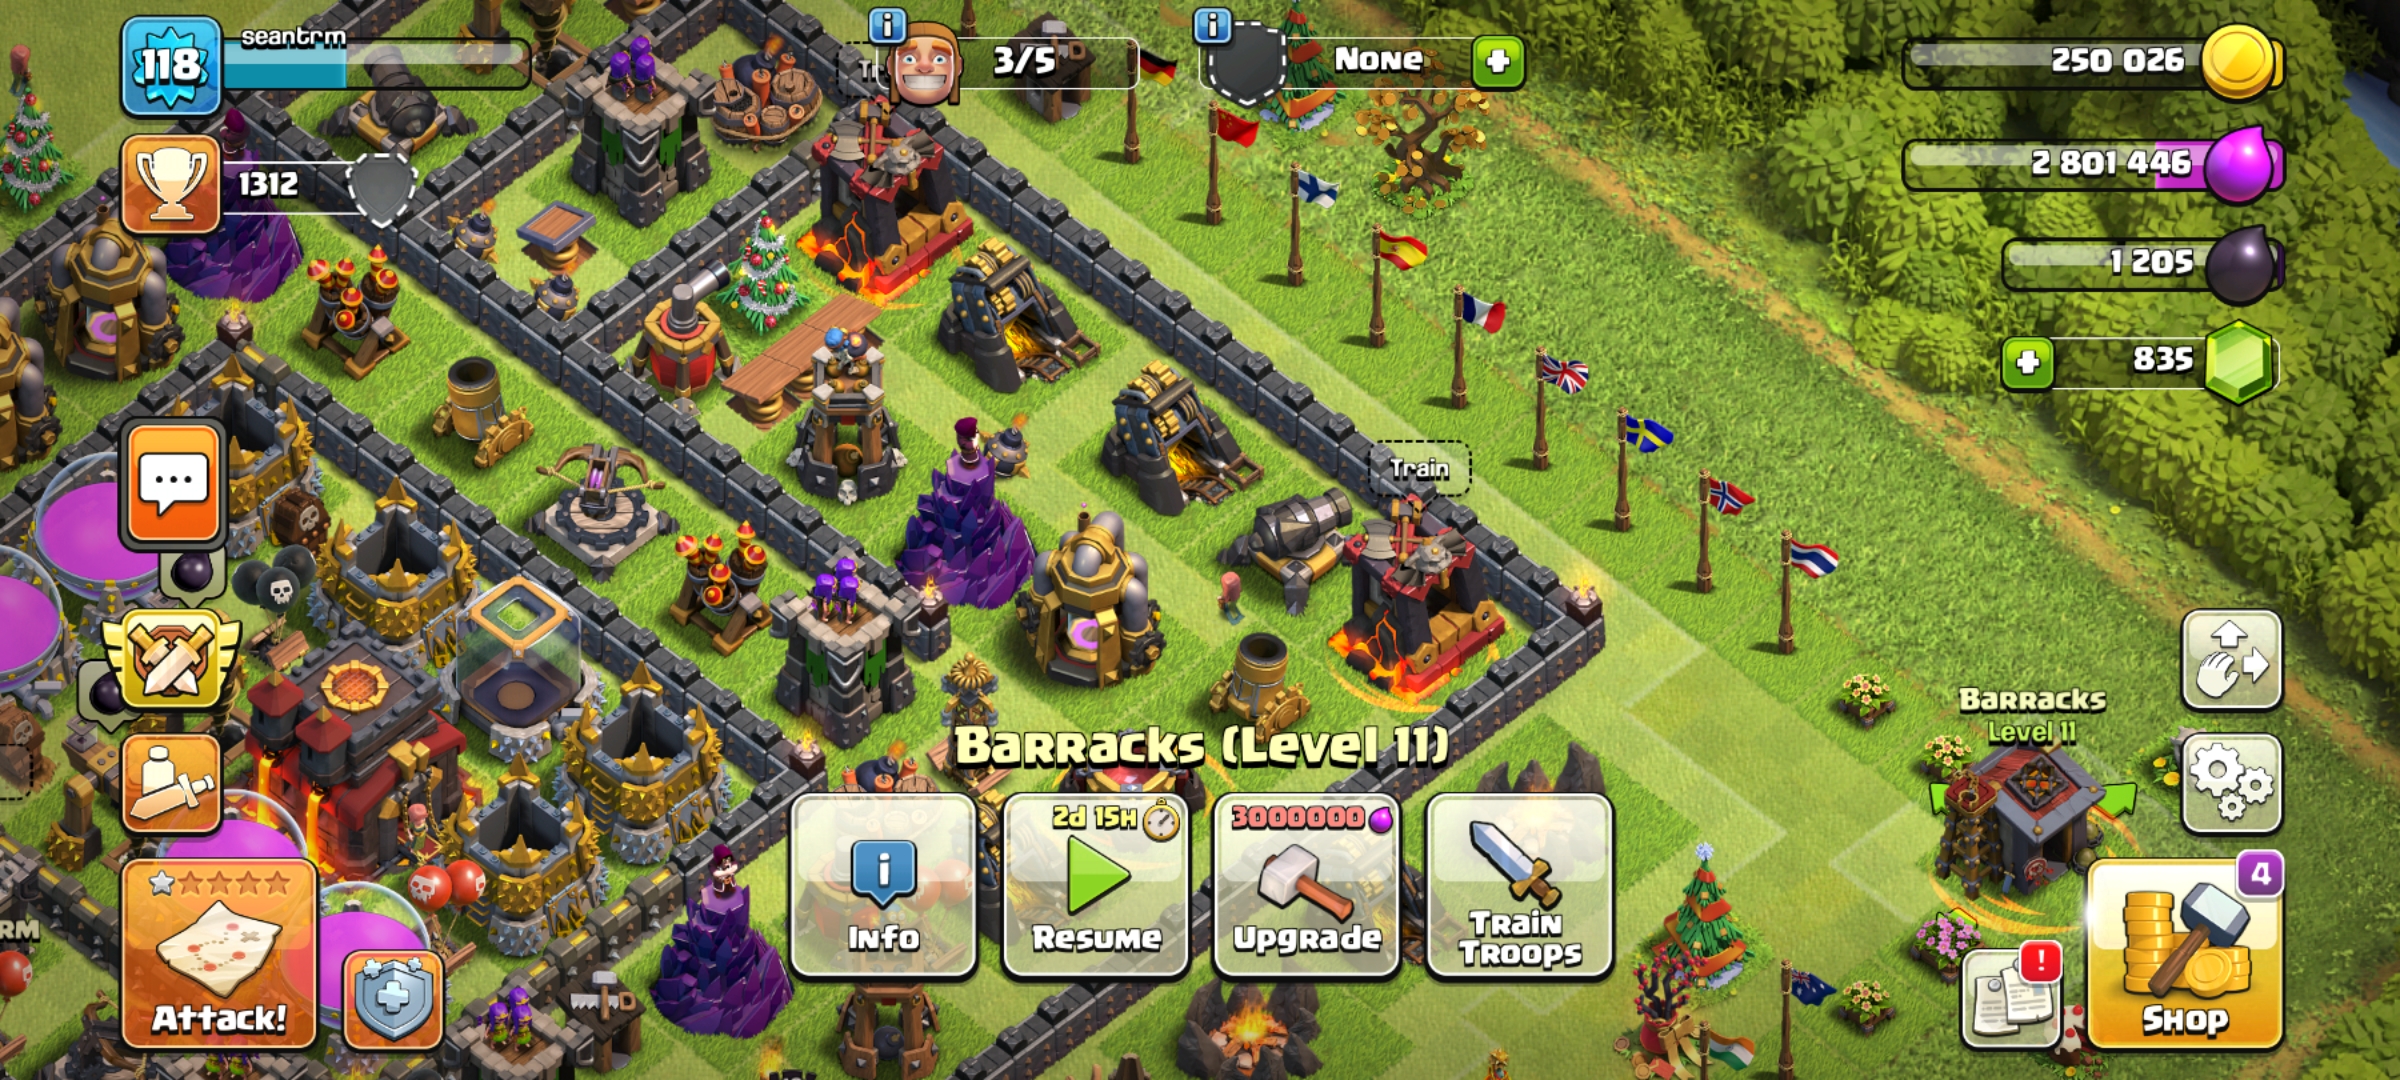 118
seantrm
3/5
None
250 026
1312
2 801 446
1 205
835
Train
Barracks
Level 11
Barracks (Level 11)
Info
2d 15H
Resume
3000000
Upgrade
Train
Troops
Attack!
4
!
Shop